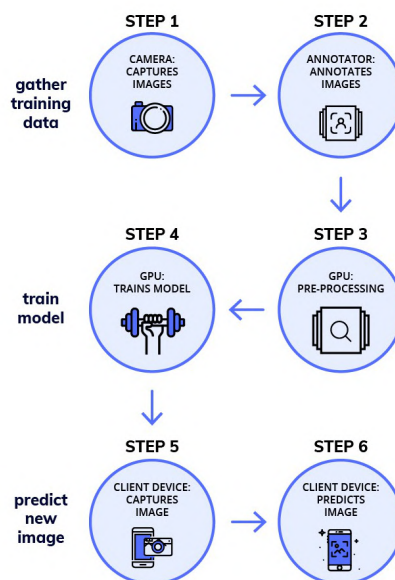 STEP 1
STEP 2
gather
training
data
CAMERA:
CAPTURES
IMAGES
ANNOTATOR:
ANNOTATES
IMAGES
STEP 4
STEP 3
train
model
GPU:
TRAINS MODEL
GPU:
PRE-PROCESSING
STEP 5
STEP 6
predict
new
image
CLIENT DEVICE:
CAPTURES
IMAGE
CLIENT DEVICE:
PREDICTS
IMAGE